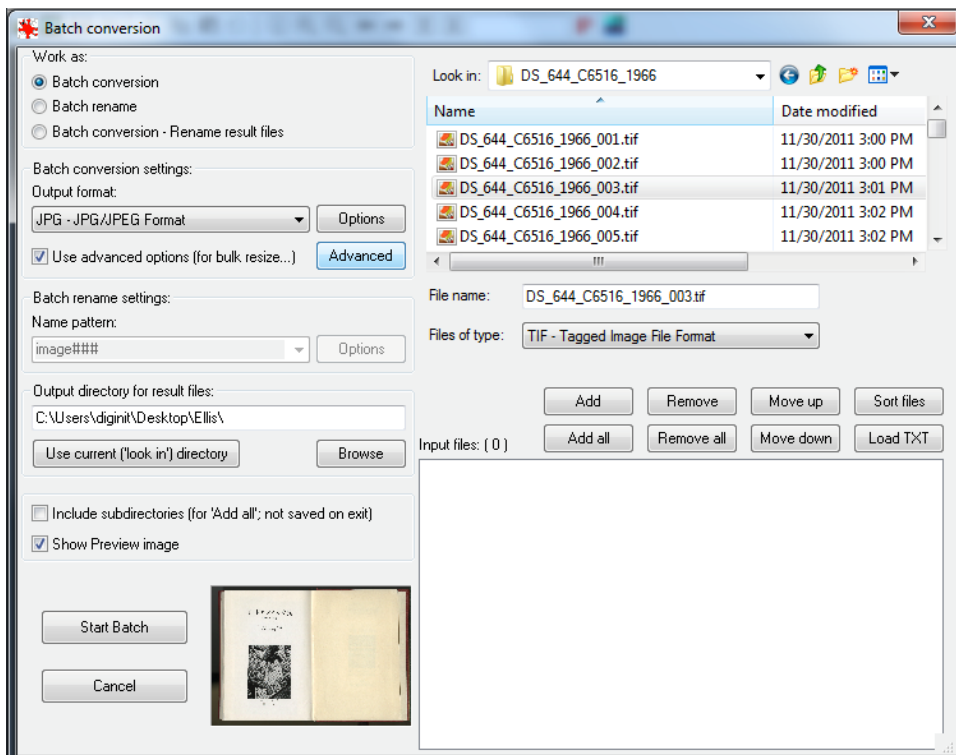 Batch conversion
Work as:
Batch conversion
Batch rename
Batch conversion - Rename result files
Batch conversion settings:
Output format:
JPG - JPG/JPEG Format
Options
Use advanced options (for bulk resize...)
Advanced
Batch rename settings:
Name pattern:
image###
Options
Output directory for result files:
C:\Users\diginit\Desktop\Ellis\
Use current ('look in') directory
Browse
Include subdirectories (for 'Add all'; not saved on exit)
Show Preview image
Start Batch
Cancel
Look in: DS_644_C6516_1966
Name Date modified
DS_644_C6516_1966_001.tif 11/30/2011 3:00 PM
DS_644_C6516_1966_002.tif 11/30/2011 3:00 PM
DS_644_C6516_1966_003.tif 11/30/2011 3:01 PM
DS_644_C6516_1966_004.tif 11/30/2011 3:02 PM
DS_644_C6516_1966_005.tif 11/30/2011 3:02 PM
File name: DS_644_C6516_1966_003.tif
Files of type: TIF - Tagged Image File Format
Add Remove Move up Sort files
Input files: ( 0 ) Add all Remove all Move down Load TXT